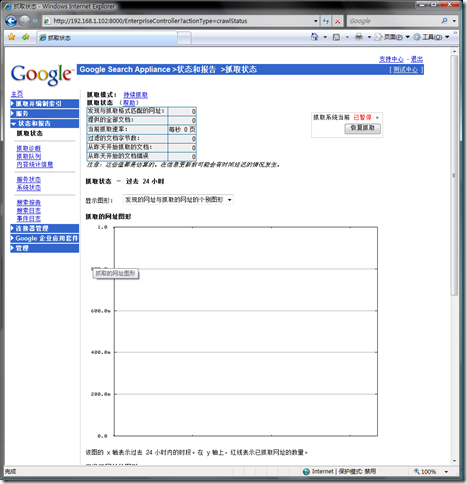 抓取状态 - Windows Internet Explorer
http://192.168.1.102:8000/EnterpriseController?actionType=crawlStatus
Google
抓取状态
页面(P)
工具(O)
支持中心 - 退出
Google
Google Search Appliance >状态和报告 >抓取状态
[ 测试中心 ]
主页
抓取并编制索引
服务
状态和报告
抓取状态
抓取诊断
抓取队列
内容统计信息
服务状态
系统状态
搜索报告
搜索日志
事件日志
连接器管理
Google 企业应用套件
管理
抓取模式: 持续抓取
抓取状态 (帮助)
发现与抓取格式匹配的网址: 0
提供的全部文档: 0
当前抓取速率: 每秒 0 页
过滤的文档字节数: 0
从昨天开始抓取的文档: 0
从昨天开始的文档错误 0
注意: 这些值都是估算的。在信息更新前可能会有时间延迟的情况发生。
抓取系统当前 已暂停。
恢复抓取
抓取状态 - 过去 24 小时
显示图形: 发现的网址与抓取的网址的个别图形
抓取的网址图形
1.0
抓取的网址图形
600.0m
400.0m
200.0m
0.0
该图的 x 轴表示过去 24 小时内的时段。在 y 轴上，红线表示已抓取网址的数量。
完成
Internet | 保护模式: 禁用
100%